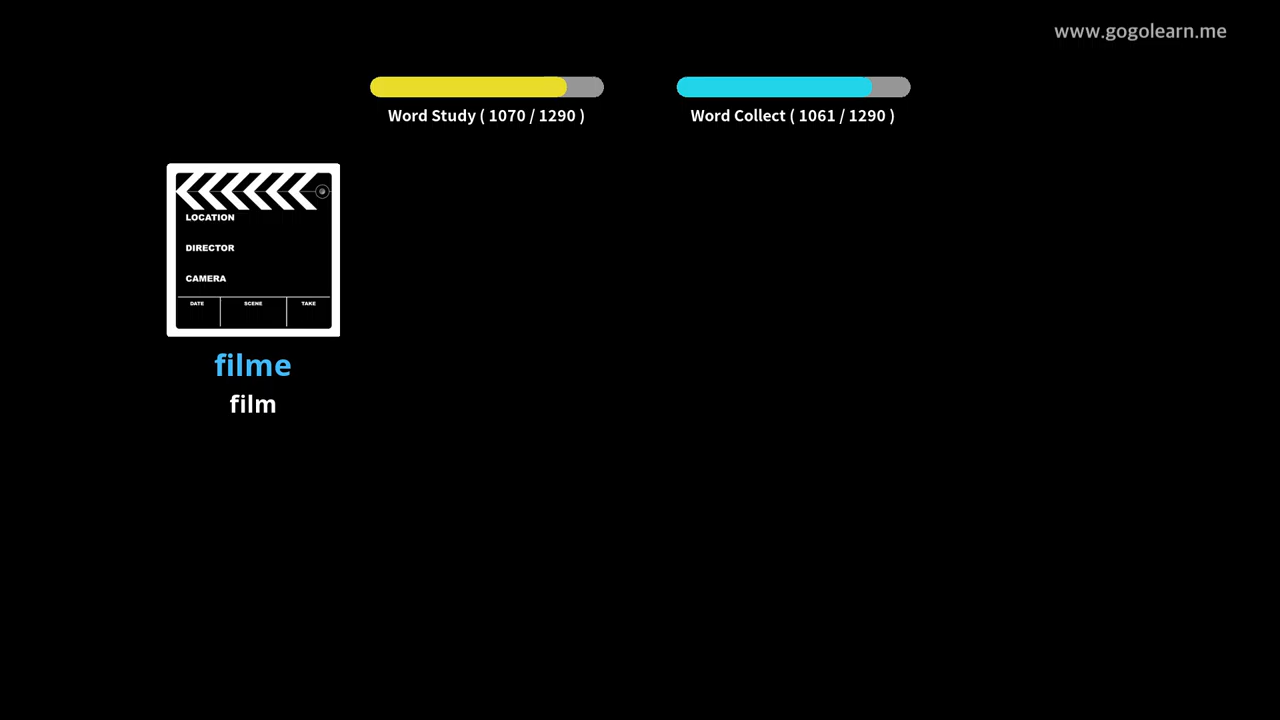 www.gogolearn.me
Word Study ( 1070 / 1290 )
Word Collect ( 1061 / 1290 )
LOCATION
DIRECTOR
CAMERA
DATE SCENE TAKE
filme
film